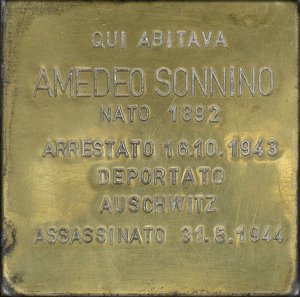 QUI ABITAVA
AMEDEO SONNINO
NATO 1892
ARRESTATO 16.10.1943
DEPORTATO
AUSCHWITZ
ASSASSINATO 31.5.1944